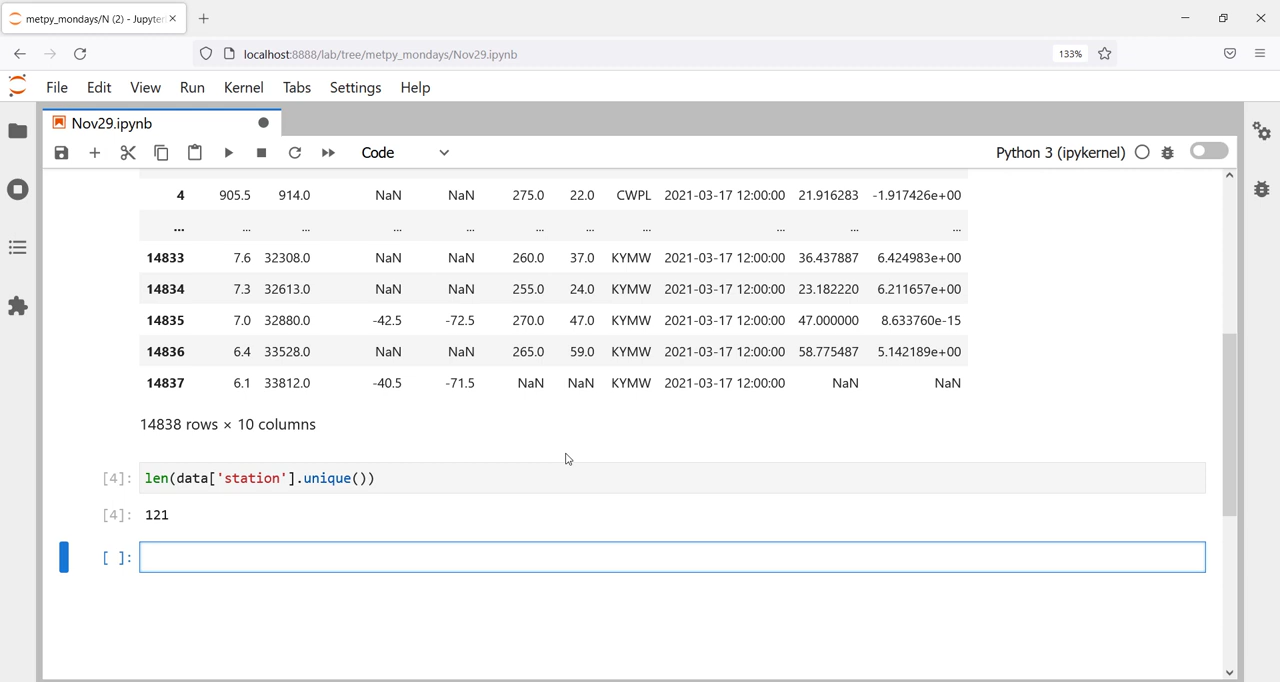 metpy_mondays/N (2) - Jupyter
localhost:8888/lab/tree/metpy_mondays/Nov29.ipynb 133%
File Edit View Run Kernel Tabs Settings Help
Nov29.ipynb
Code Python 3 (ipykernel)
4 905.5 914.0 NaN NaN 275.0 22.0 CWPL 2021-03-17 12:00:00 21.916283 -1.917426e+00
... ... ... ... ... ... ... ... ... ... ...
14833 7.6 32308.0 NaN NaN 260.0 37.0 KYMW 2021-03-17 12:00:00 36.437887 6.424983e+00
14834 7.3 32613.0 NaN NaN 255.0 24.0 KYMW 2021-03-17 12:00:00 23.182220 6.211657e+00
14835 7.0 32880.0 -42.5 -72.5 270.0 47.0 KYMW 2021-03-17 12:00:00 47.000000 8.633760e-15
14836 6.4 33528.0 NaN NaN 265.0 59.0 KYMW 2021-03-17 12:00:00 58.775487 5.142189e+00
14837 6.1 33812.0 -40.5 -71.5 NaN NaN KYMW 2021-03-17 12:00:00 NaN NaN
14838 rows × 10 columns
[4]: len(data['station'].unique())
[4]: 121
[ ]: